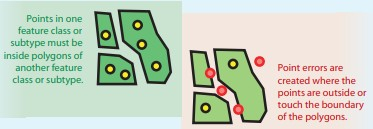 Points in one
feature class or
subtype must be
inside polygons of
another feature
class or subtype.
Point errors are
created where the
points are outside or
touch the boundary
of the polygons.